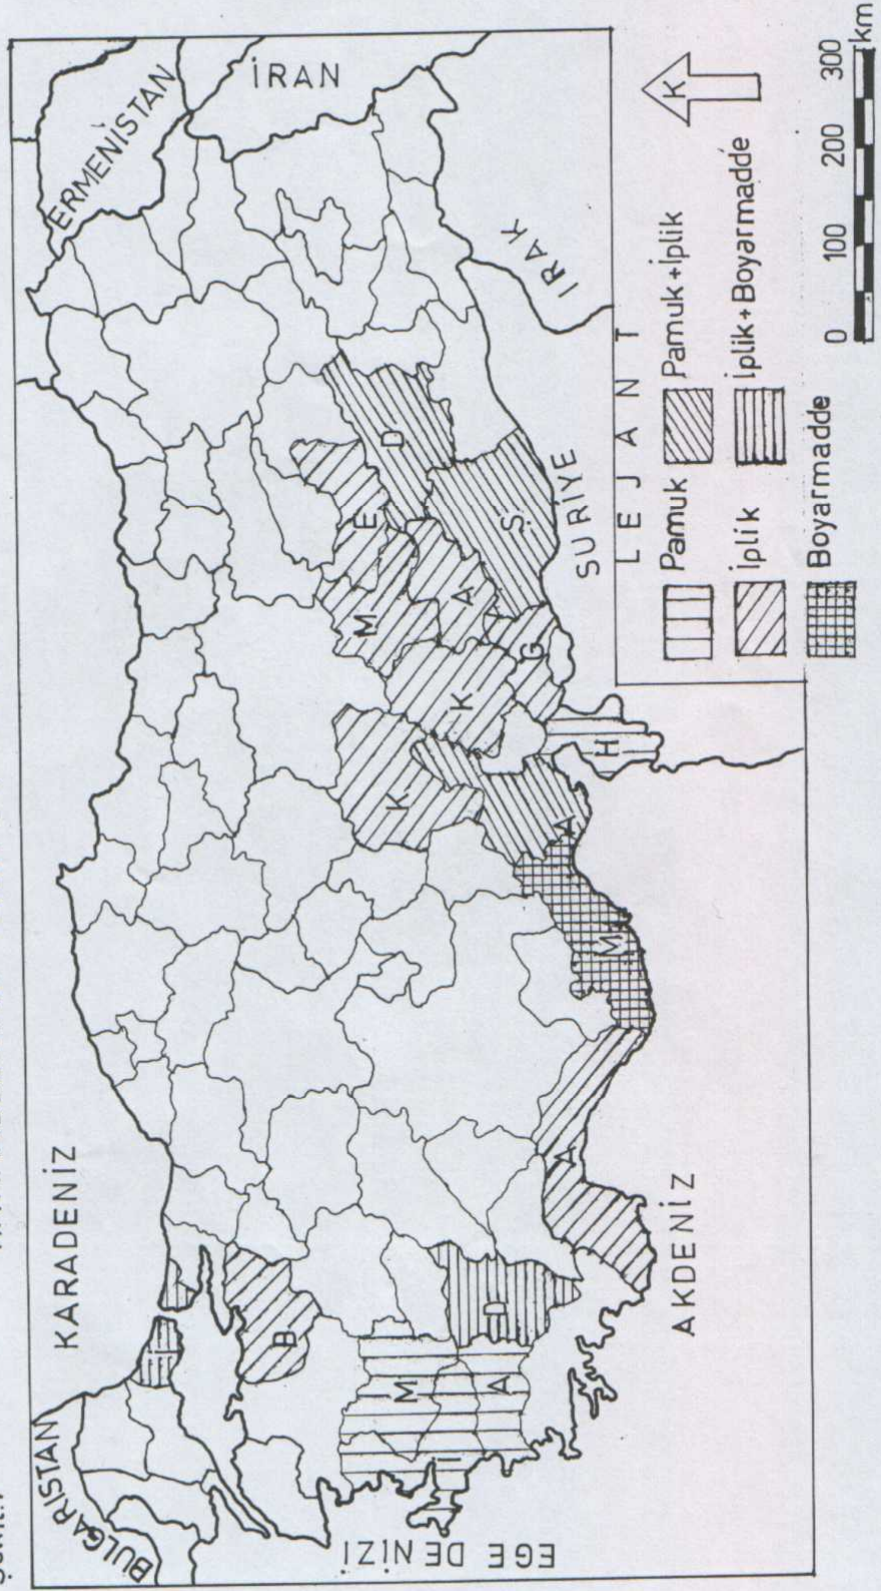 KARADENİZ
BULGARİSTAN
ERMENİSTAN
İRAN
IRAK
SURİYE
AKDENİZ
EGE DENİZİ
İ
B
M
İ
A
D
A
M
A
K
K
H
G
M
E
A
D
Ş
LEJANT
Pamuk
Pamuk+İplik
İplik
İplik+Boyarmadde
Boyarmadde
K
0 100 200 300 km